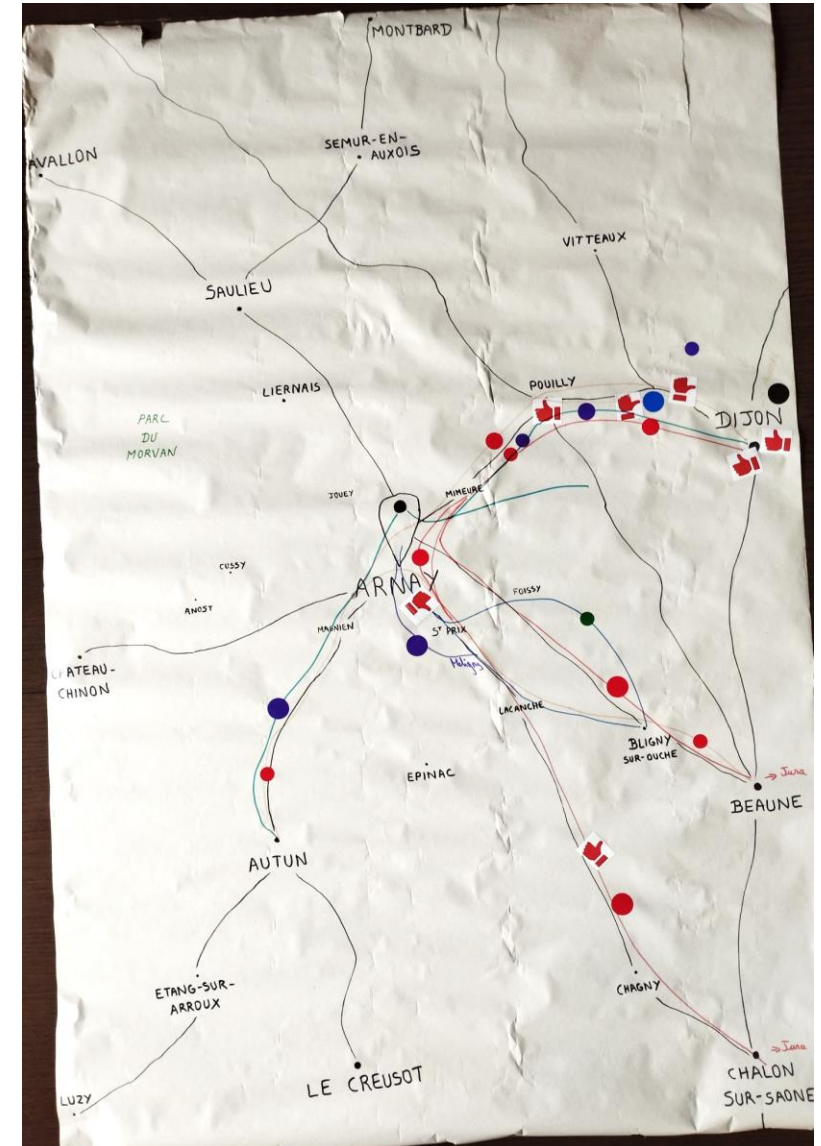 MONTBARD
SEMUR-EN-
AUXOIS
AVALLON
VITTEAUX
SAULIEU
LIERNAIS
POUILLY
PARC
DU
MORVAN
DIJON
JOUEY
MIMEURE
CUSSY
ANOST
ARNAY
FOISSY
MAGNIEN
ST PRIX
CHATEAU-
CHINON
Maligny
LACANCHE
BLIGNY
SUR-OUCHE
EPINAC
→ Jura
BEAUNE
AUTUN
ETANG-SUR-
ARROUX
CHAGNY
→ Jura
CHALON
SUR-SAONE
LE CREUSOT
LUZY